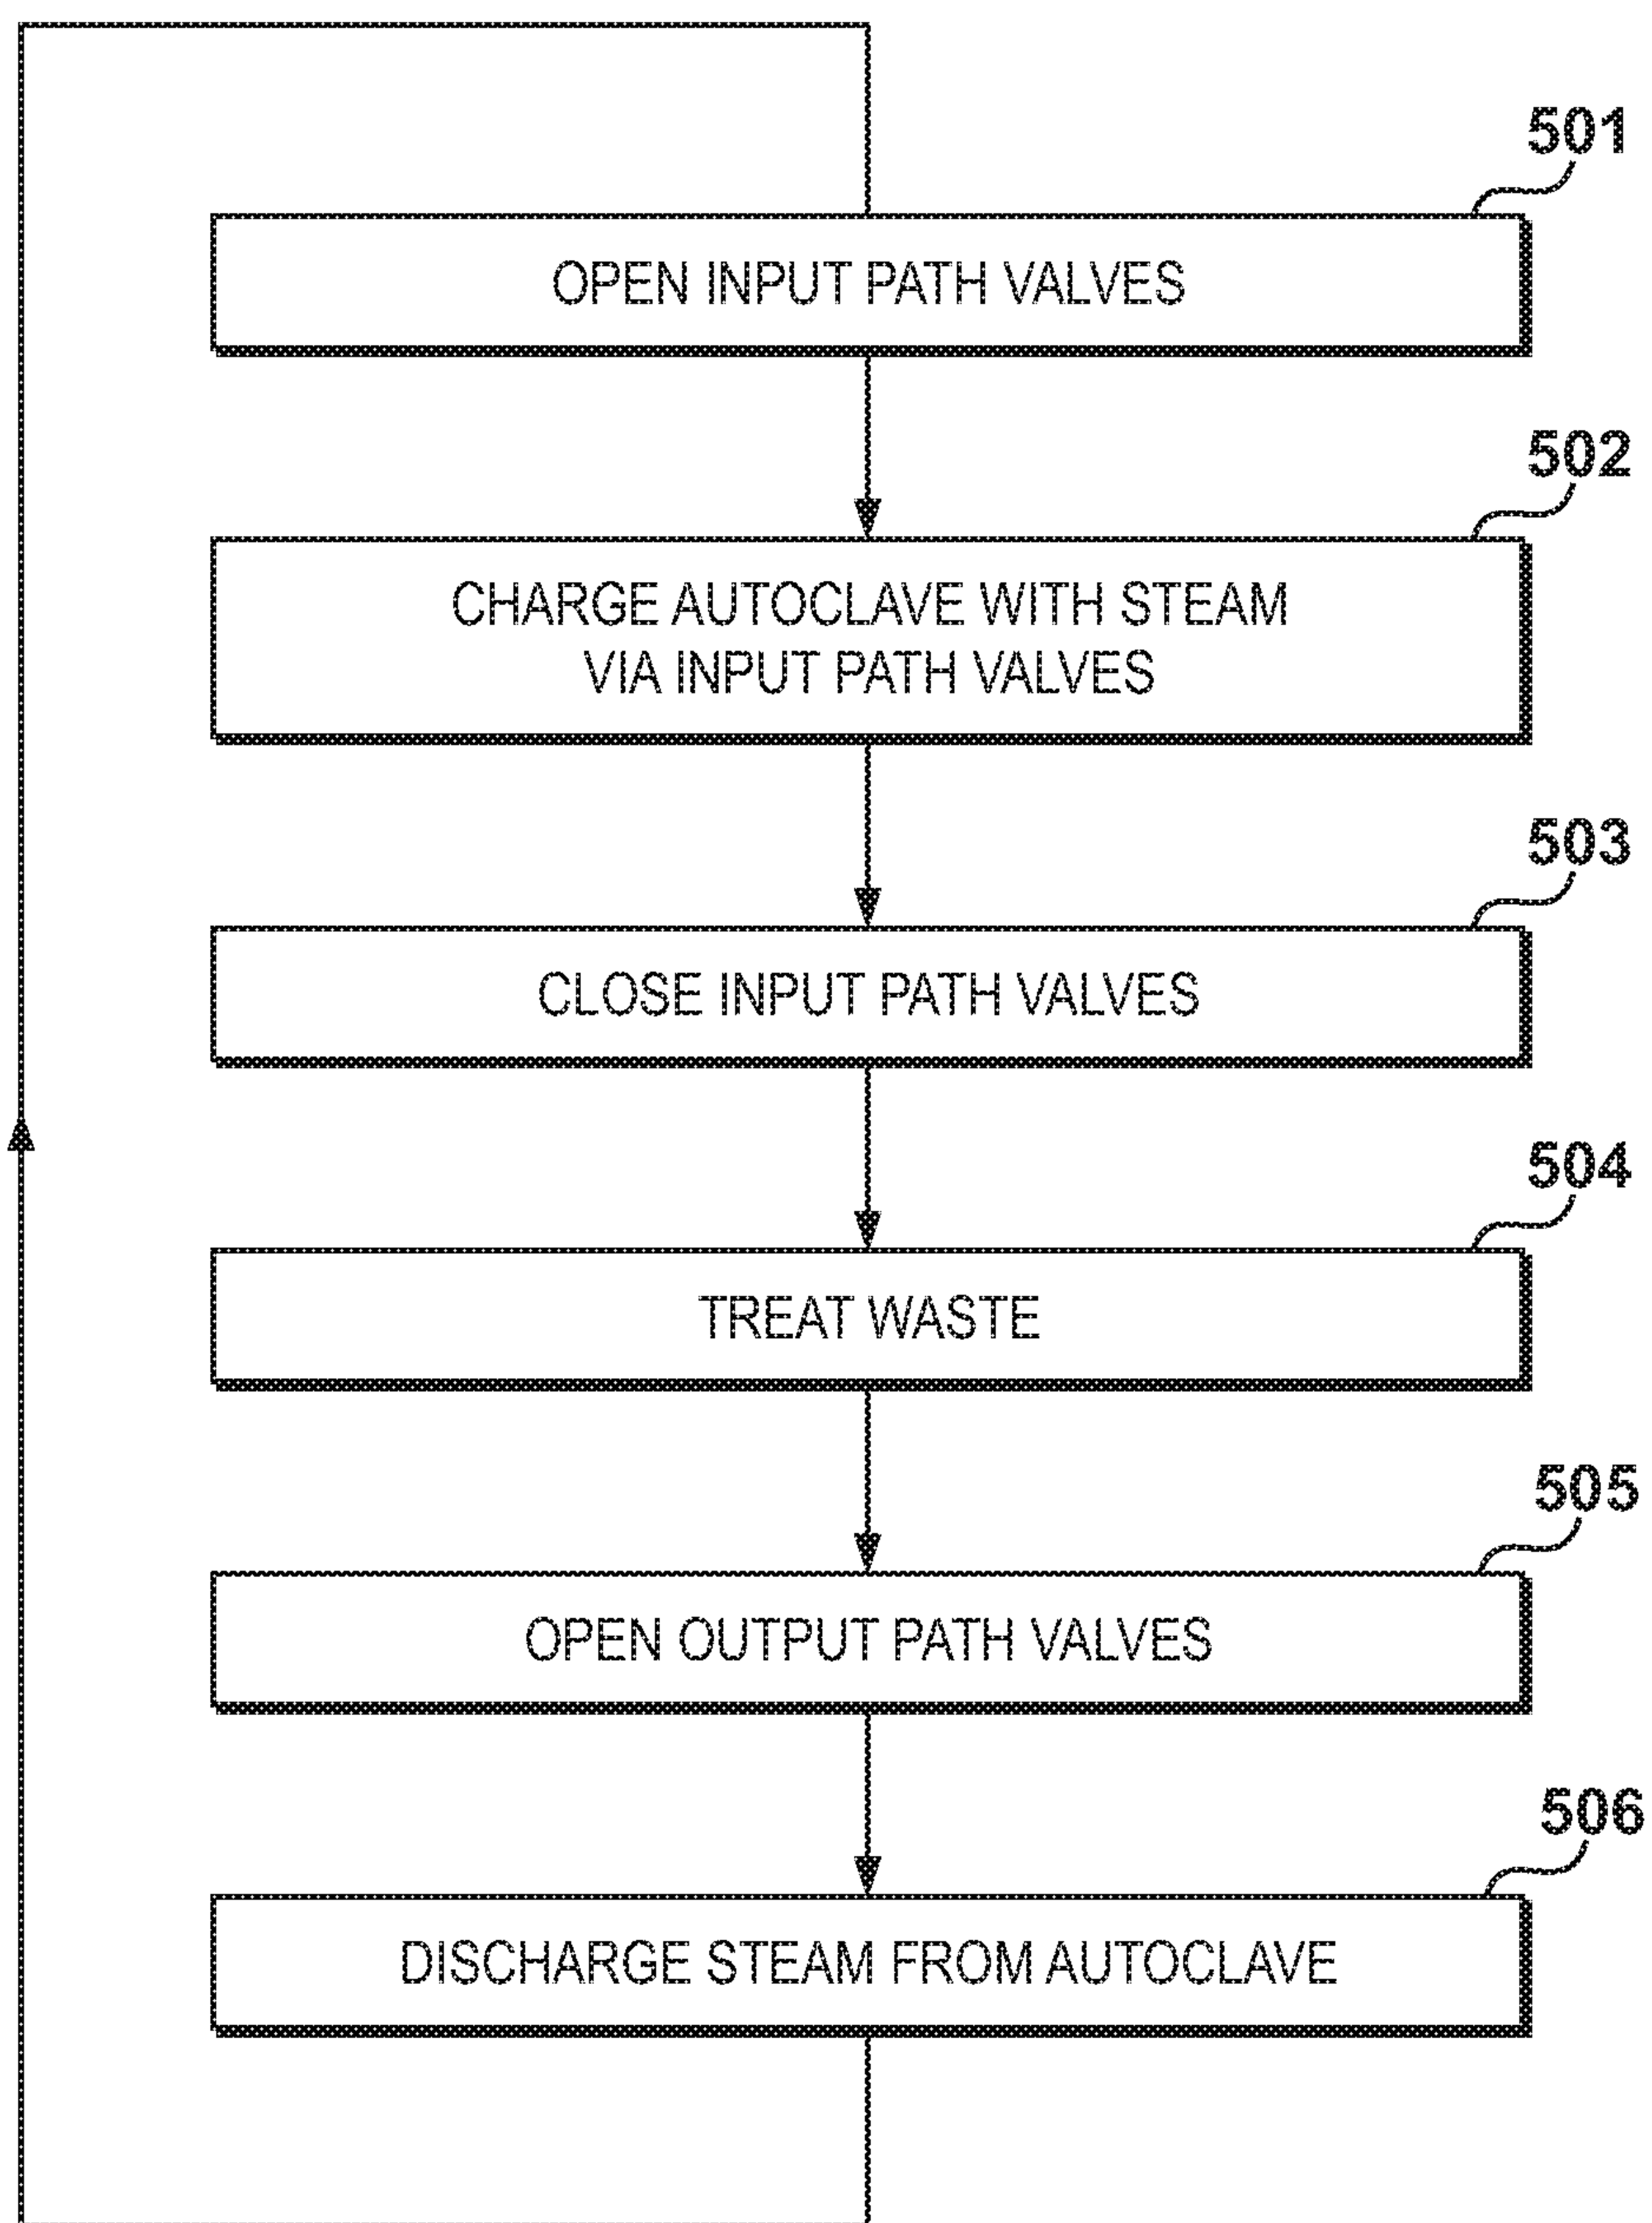 501
OPEN INPUT PATH VALVES
502
CHARGE AUTOCLAVE WITH STEAM
VIA INPUT PATH VALVES
503
CLOSE INPUT PATH VALVES
504
TREAT WASTE
505
OPEN OUTPUT PATH VALVES
506
DISCHARGE STEAM FROM AUTOCLAVE